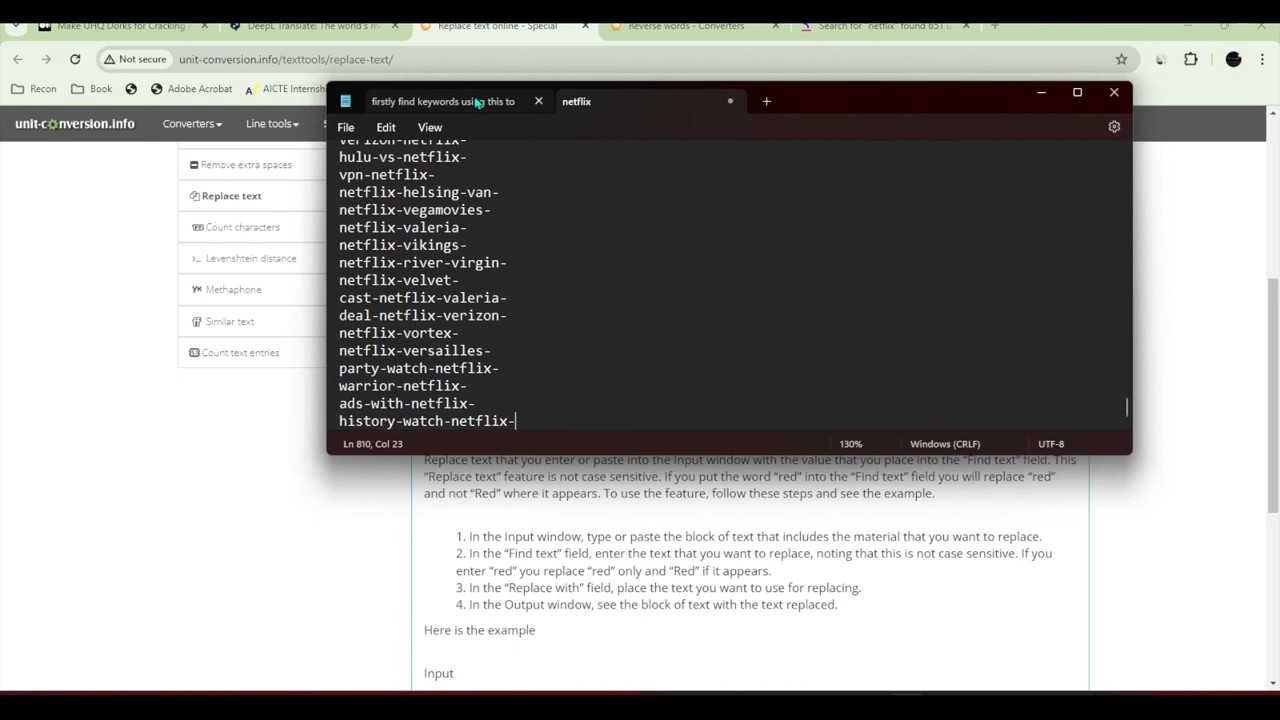 Make UHQ Dorks for Cracking
DeepL Translate: The world's m
Replace text online - Special
Reverse words - Converters
Search for "netflix" found 651
Not secure
unit-conversion.info/texttools/replace-text/
Recon
Book
Adobe Acrobat
AICTE Internshi
unit-conversion.info
Converters
Line tools
Remove extra spaces
Replace text
Count characters
Levenshtein distance
Metaphone
Similar text
Count text entries
firstly find keywords using this to
netflix
File
Edit
View
verizon-netflix-
hulu-vs-netflix-
vpn-netflix-
netflix-helsing-van-
netflix-vegamovies-
netflix-valeria-
netflix-vikings-
netflix-river-virgin-
netflix-velvet-
cast-netflix-valeria-
deal-netflix-verizon-
netflix-vortex-
netflix-versailles-
party-watch-netflix-
warrior-netflix-
ads-with-netflix-
history-watch-netflix-
Ln 810, Col 23
130%
Windows (CRLF)
UTF-8
Replace text that you enter or paste into the Input window with the value that you place into the “Find text” field. This
“Replace text” feature is not case sensitive. If you put the word “red” into the “Find text” field you will replace “red”
and not “Red” where it appears. To use the feature, follow these steps and see the example.
1. In the Input window, type or paste the block of text that includes the material that you want to replace.
2. In the “Find text” field, enter the text that you want to replace, noting that this is not case sensitive. If you
enter “red” you replace “red” only and “Red” if it appears.
3. In the “Replace with” field, place the text you want to use for replacing.
4. In the Output window, see the block of text with the text replaced.
Here is the example
Input